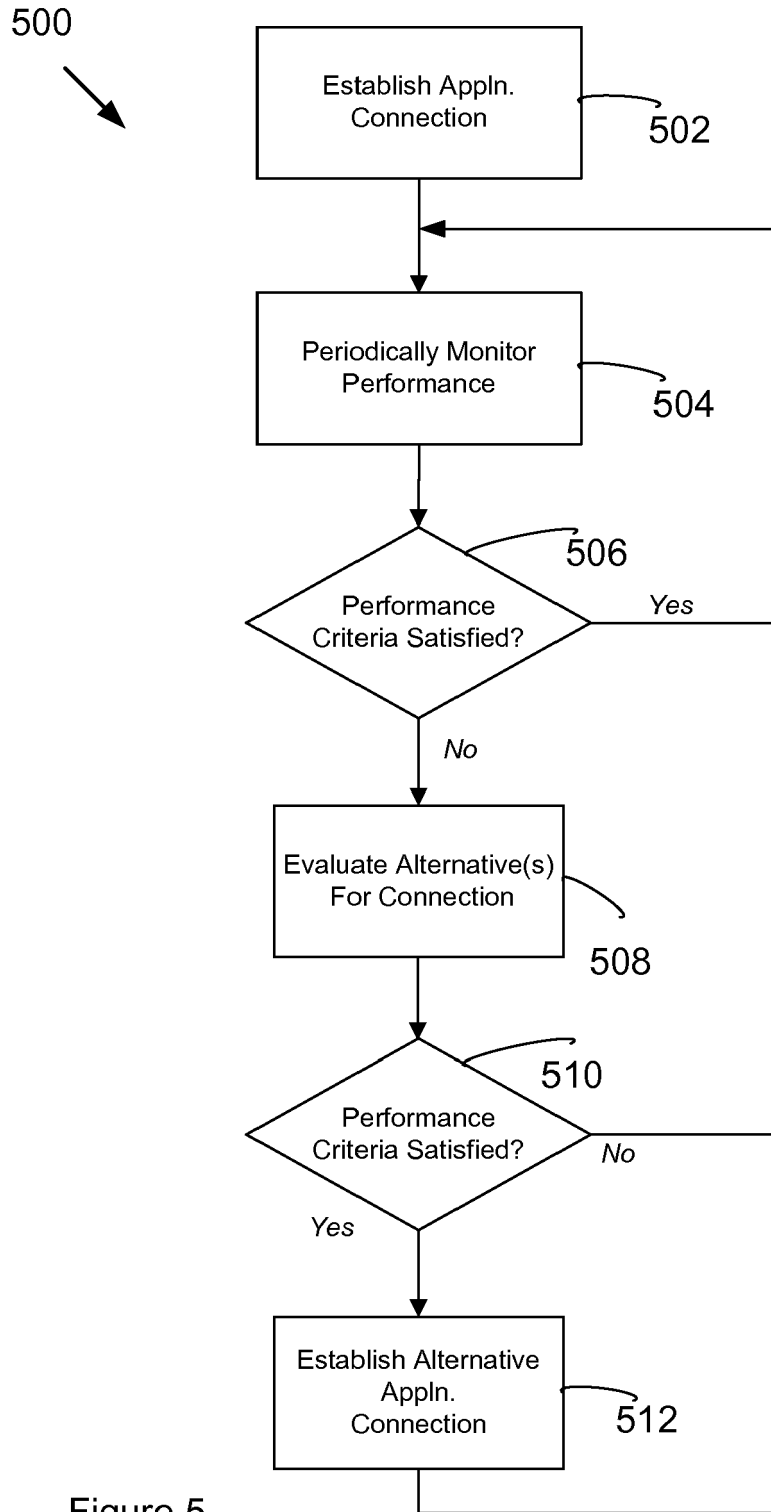 500
Establish Appln.
Connection
502
Periodically Monitor
Performance
504
506
Performance
Criteria Satisfied?
Yes
No
Evaluate Alternative(s)
For Connection
508
510
Performance
Criteria Satisfied?
No
Yes
Establish Alternative
Appln.
Connection
512
Figure 5